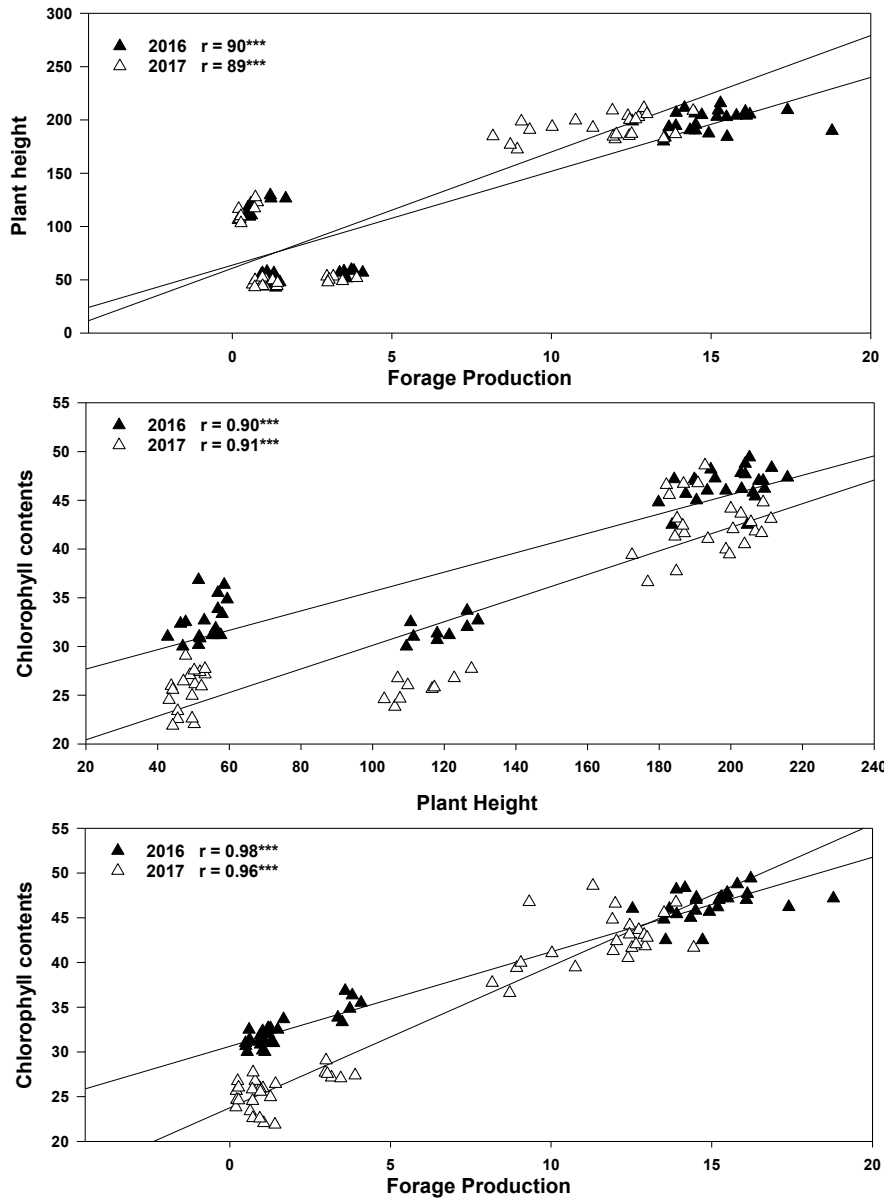 300
250
200
150
100
50
0
Plant height
2016 r = 90***
2017 r = 89***
0 5 10 15 20
Forage Production
55
50
45
40
35
30
25
20
Chlorophyll contents
2016 r = 0.90***
2017 r = 0.91***
20 40 60 80 100 120 140 160 180 200 220 240
Plant Height
55
50
45
40
35
30
25
20
Chlorophyll contents
2016 r = 0.98***
2017 r = 0.96***
0 5 10 15 20
Forage Production